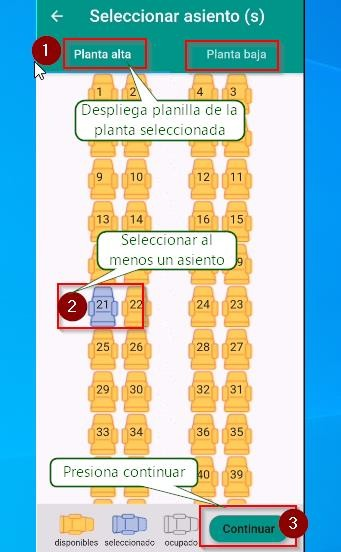 Seleccionar asiento (s)
1
Planta alta Planta baja
1 2 4 3
Despliega planilla de la
planta seleccionada
9 10 12 11
13 14 16 15
Seleccionar al
menos un asiento
9
2
21 22 24 23
25 26 28 27
29 30 32 31
33 34 36 35
Presiona continuar
40 39
disponibles seleccionado ocupado
Continuar
3